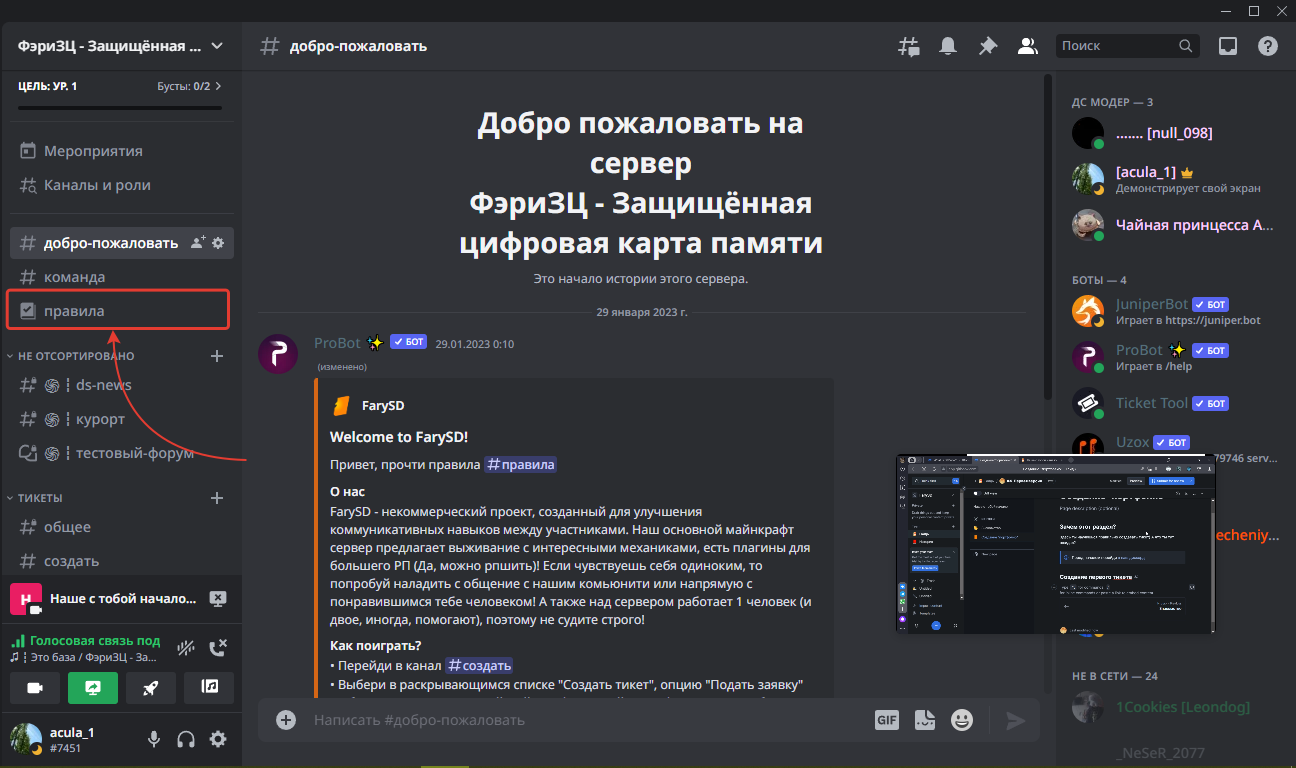 ФэриЗЦ - Защищённая ...
ЦЕЛЬ: УР. 1
Бусты: 0/2
Мероприятия
Каналы и роли
добро-пожаловать
команда
правила
НЕ ОТСОРТИРОВАНО
ds-news
курорт
тестовый-форум
ТИКЕТЫ
общее
создать
Наше с тобой начало...
Голосовая связь под
Это база / ФэриЗЦ - За...
acula_1
#7451
добро-пожаловать
Поиск
Добро пожаловать на
сервер
ФэриЗЦ - Защищённая
цифровая карта памяти
Это начало истории этого сервера.
29 января 2023 г.
ProBot ✨ ✓ БОТ 29.01.2023 0:10
(изменено)
FarySD
Welcome to FarySD!
Привет, прочти правила #правила
О нас
FarySD - некоммерческий проект, созданный для улучшения
коммуникативных навыков между участниками. Наш основной майнкрафт
сервер предлагает выживание с интересными механиками, есть плагины для
большего РП (Да, можно рпшить)! Если чувствуешь себя одиноким, то
попробуй наладить с общение с нашим комьюнити или напрямую с
понравившимся тебе человеком! А также над сервером работает 1 человек (и
двое, иногда, помогают), поэтому не судите строго!
Как поиграть?
• Перейди в канал #создать
• Выбери в раскрывающимся списке "Создать тикет", опцию "Подать заявку"
Написать #добро-пожаловать
GIF
ДС МОДЕР — 3
....... [null_098]
[acula_1]
Демонстрирует свой экран
Чайная принцесса А...
БОТЫ — 4
JuniperBot ✓ БОТ
Играет в https://juniper.bot
ProBot ✨ ✓ БОТ
Играет в /help
Ticket Tool ✓ БОТ
Uzox ✓ БОТ
79746 serv...
Зачем этот раздел?
Создание первого тикета
echeniy...
НЕ В СЕТИ — 24
1Cookies [Leondog]
_NeSeR_2077